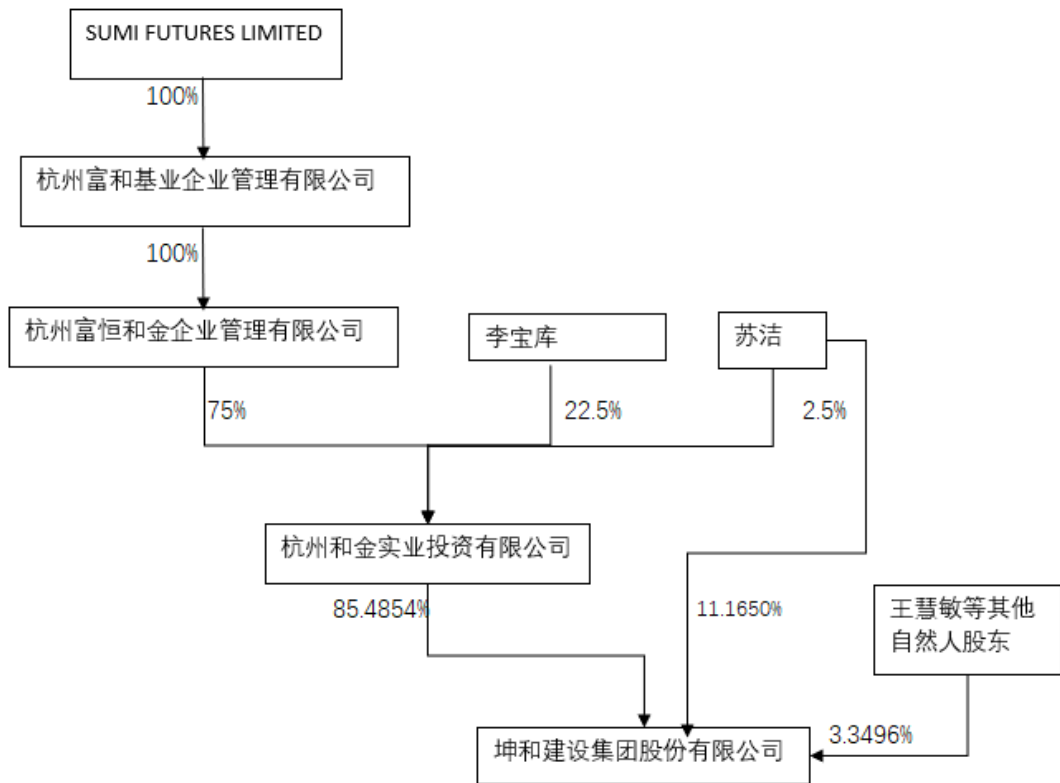 SUMI FUTURES LIMITED
100%
杭州富和基业企业管理有限公司
100%
杭州富恒和金企业管理有限公司
李宝库
苏洁
75%
22.5%
2.5%
杭州和金实业投资有限公司
85.4854%
11.1650%
王慧敏等其他
自然人股东
3.3496%
坤和建设集团股份有限公司